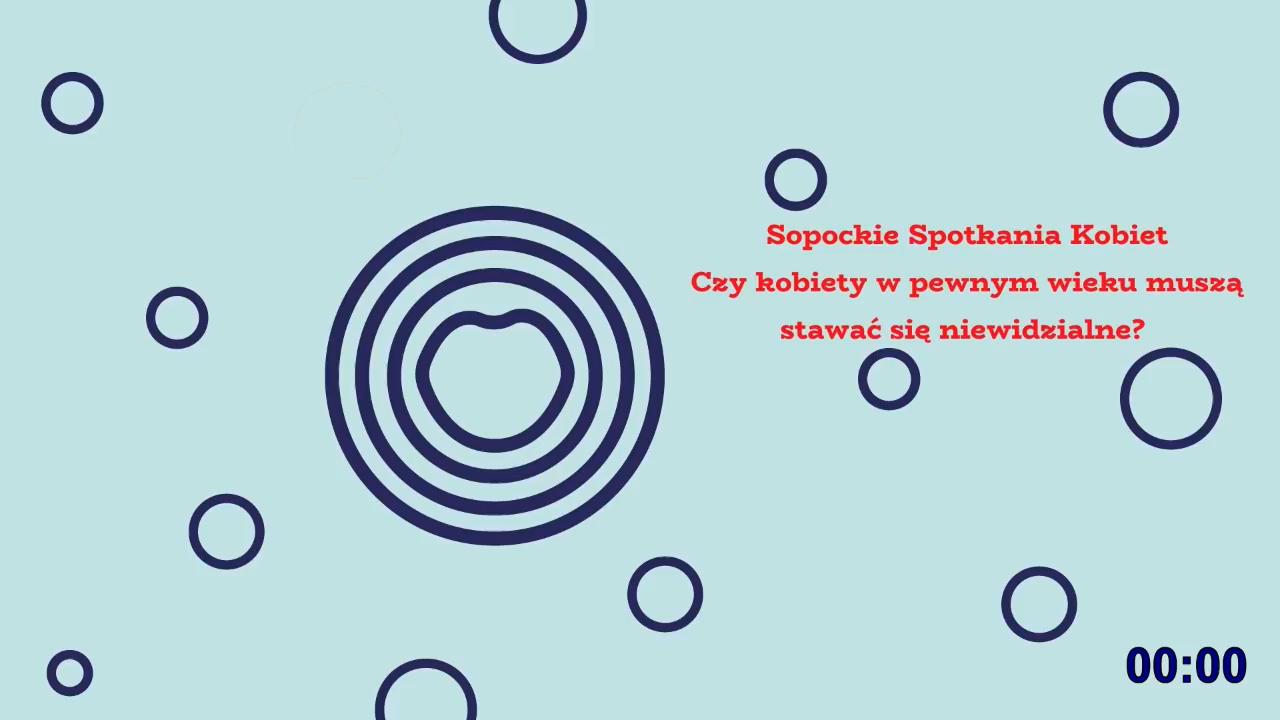 Sopockie Spotkania Kobiet
Czy kobiety w pewnym wieku muszą
stawać się niewidzialne?
00:00